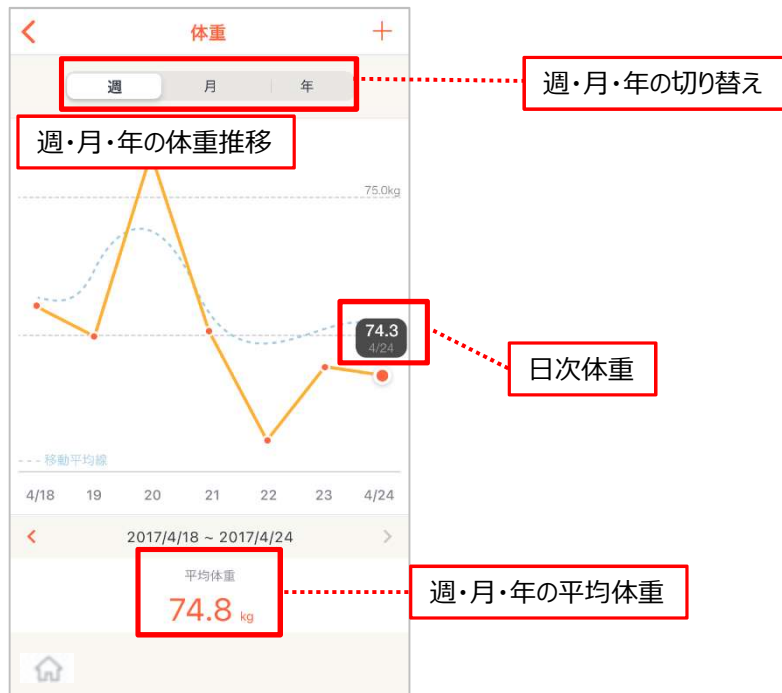 体重
週 月 年
週・月・年の切り替え
週・月・年の体重推移
75.0kg
74.3
4/24
日次体重
--- 移動平均線
4/18 19 20 21 22 23 4/24
2017/4/18 ~ 2017/4/24
平均体重
74.8 kg
週・月・年の平均体重